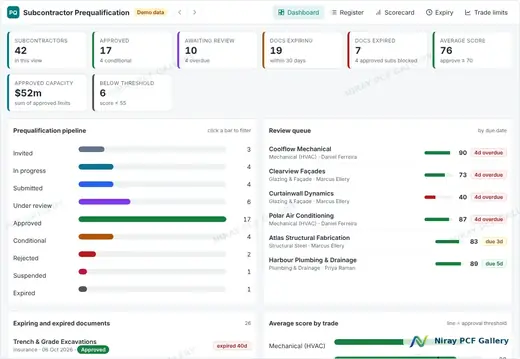 PQ Subcontractor Prequalification Demo data
Dashboard Register Scorecard Expiry Trade limits
SUBCONTRACTORS
42
in this view
APPROVED
17
4 conditional
AWAITING REVIEW
10
4 overdue
DOCS EXPIRING
19
within 30 days
DOCS EXPIRED
7
4 approved subs blocked
AVERAGE SCORE
76
approve ≥ 70
APPROVED CAPACITY
$52m
sum of approved limits
BELOW THRESHOLD
6
score < 55
Prequalification pipeline click a bar to filter
Invited 3
In progress 4
Submitted 4
Under review 6
Approved 17
Conditional 4
Rejected 2
Suspended 1
Expired 1
Review queue by due date
Coolflow Mechanical 90 4d overdue
Mechanical (HVAC) · Daniel Ferreira
Clearview Façades 73 4d overdue
Glazing & Façade · Marcus Ellery
Curtainwall Dynamics 40 4d overdue
Glazing & Façade · Marcus Ellery
Polar Air Conditioning 87 4d overdue
Mechanical (HVAC) · Daniel Ferreira
Atlas Structural Fabrication 83 due 3d
Structural Steel · Marcus Ellery
Harbour Plumbing & Drainage 89 due 5d
Plumbing & Drainage · Priya Raman
Expiring and expired documents 26
Trench & Grade Excavations expired 40d
Insurance · 06 Oct 2026 · Approved
Average score by trade line = approval threshold
Mechanical (HVAC)
Niray PCF Gallery